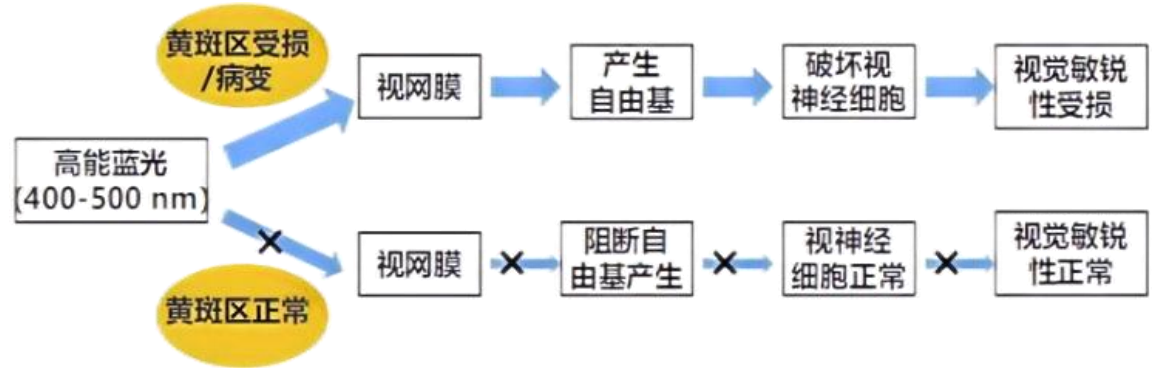 黄斑区受损
/病变
视网膜
产生
自由基
破坏视
神经细胞
视觉敏锐
性受损
高能蓝光
(400-500 nm)
视网膜
阻断自
由基产生
视神经
细胞正常
视觉敏锐
性正常
黄斑区正常